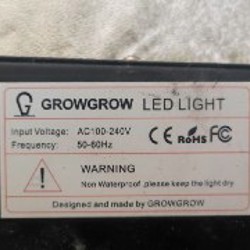 GROWGROW LED LIGHT
Input Voltage: AC100-240V
Frequency: 50-60Hz
CE RoHS FC
WARNING
Non Waterproof ,please keep the light dry
Designed and made by GROWGROW